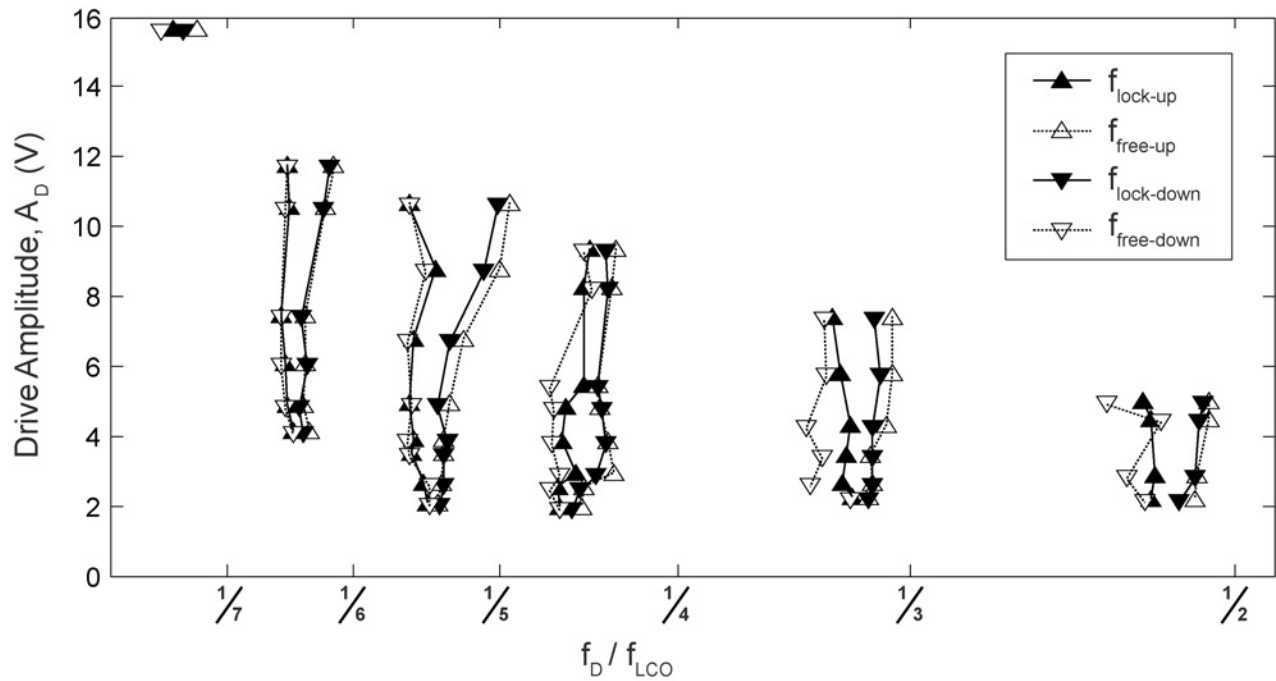 16
14
12
10
8
6
4
2
0
Drive Amplitude, A_D (V)
1/7 1/6 1/5 1/4 1/3 1/2
f_D / f_LCO
f_lock-up
f_free-up
f_lock-down
f_free-down